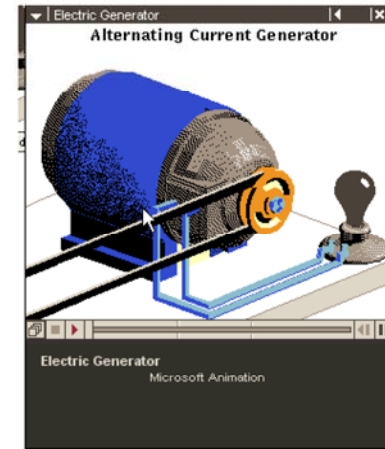 Electric Generator
Alternating Current Generator
d
Electric Generator
Microsoft Animation